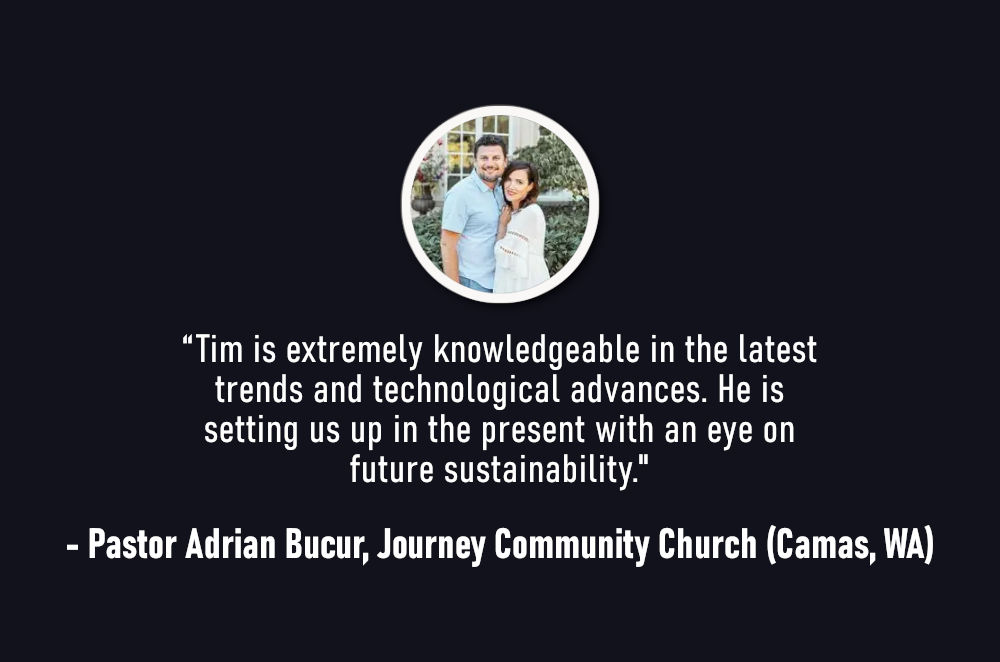 “Tim is extremely knowledgeable in the latest
trends and technological advances. He is
setting us up in the present with an eye on
future sustainability."
- Pastor Adrian Bucur, Journey Community Church (Camas, WA)